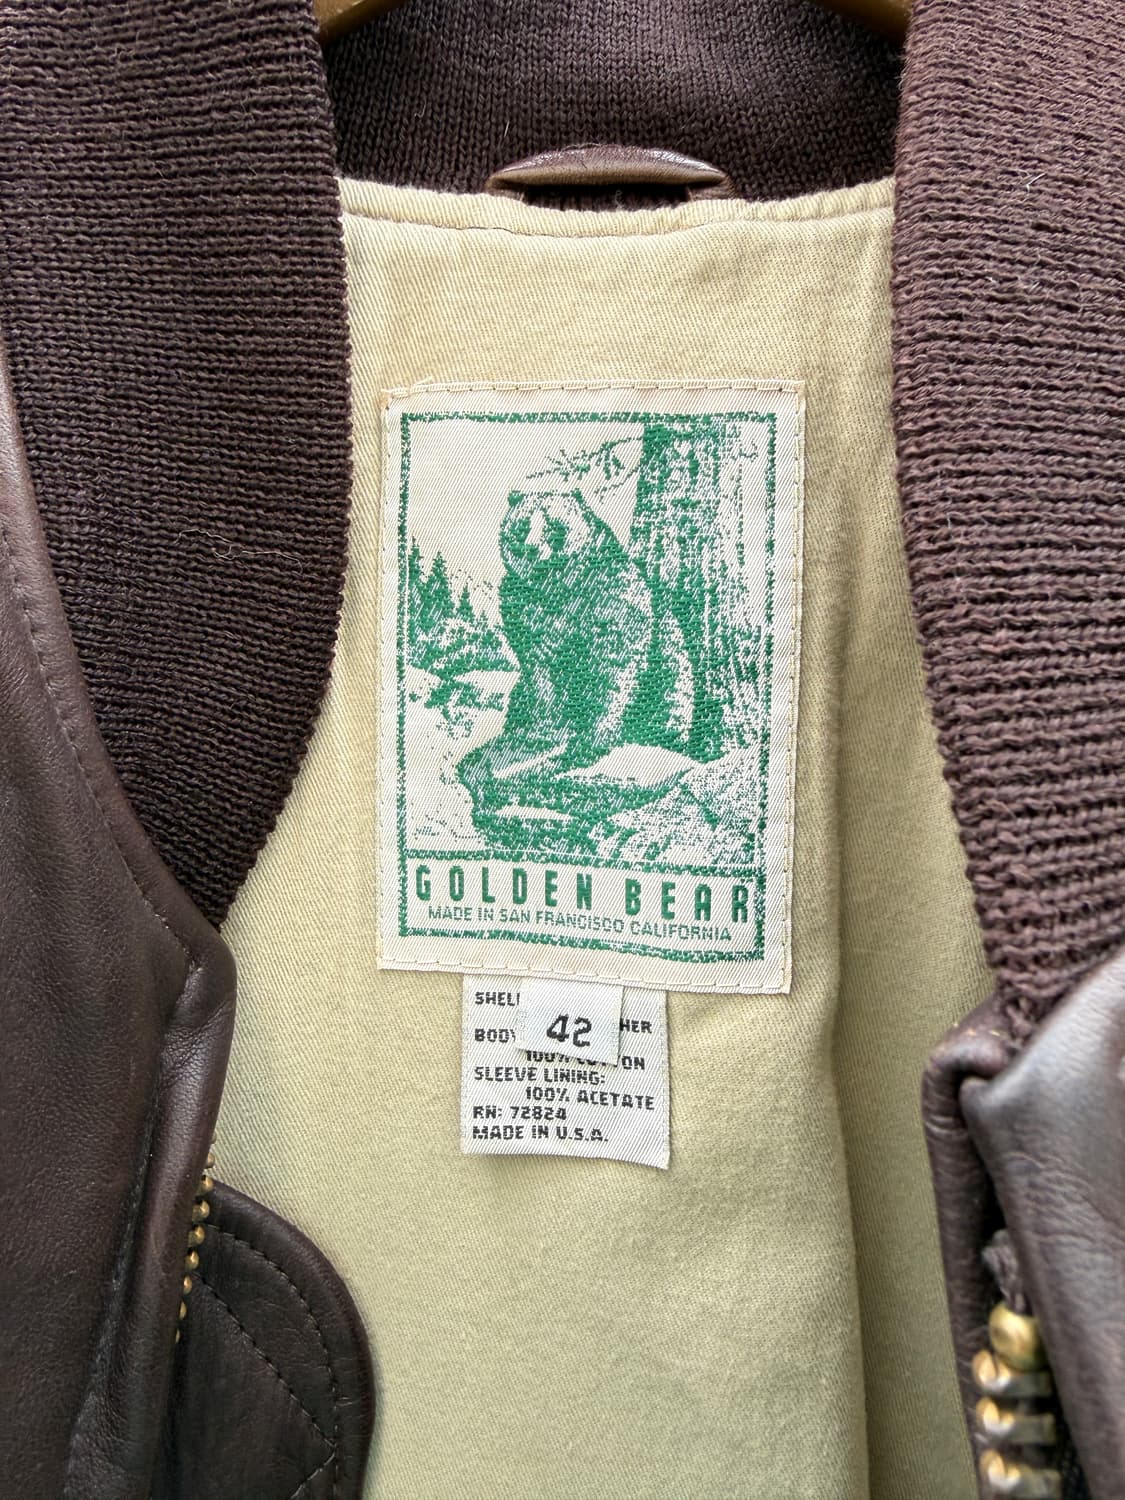 GOLDEN BEAR
MADE IN SAN FRANCISCO CALIFORNIA
42
SLEEVE LINING:
100% ACETATE
RN: 72824
MADE IN U.S.A.